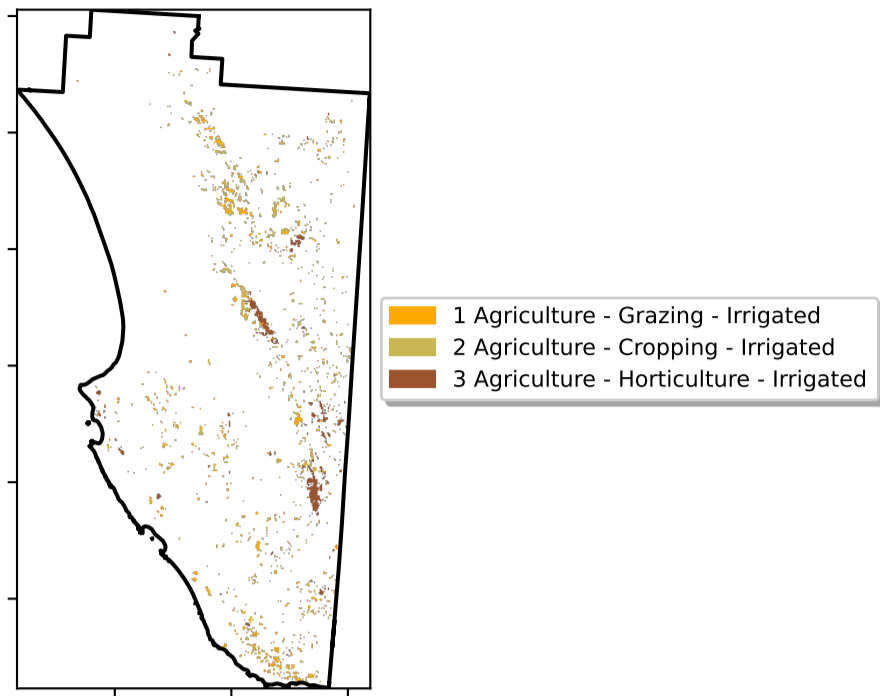 1 Agriculture - Grazing - Irrigated
2 Agriculture - Cropping - Irrigated
3 Agriculture - Horticulture - Irrigated